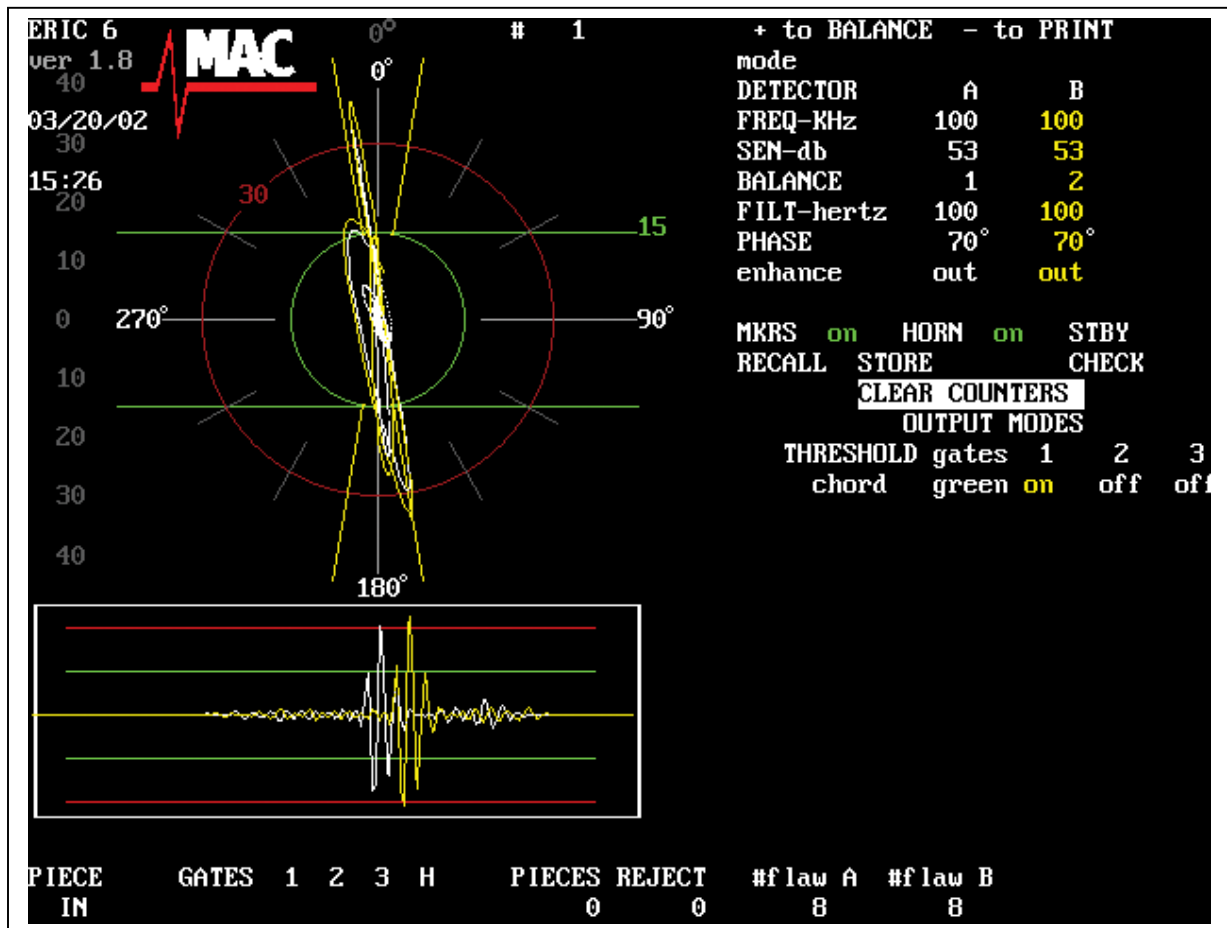 ERIC 6
ver 1.8
MAC
03/20/02
15:26
# 1
0°
0°
40
30
20
10
0
10
20
30
40
30
15
270°
90°
180°
+ to BALANCE - to PRINT
mode
DETECTOR A B
FREQ-KHz 100 100
SEN-db 53 53
BALANCE 1 2
FILT-hertz 100 100
PHASE 70° 70°
enhance out out
MKRS on HORN on STBY
RECALL STORE CHECK
CLEAR COUNTERS
OUTPUT MODES
THRESHOLD gates 1 2 3
chord green on off off
PIECE GATES 1 2 3 H PIECES REJECT #flaw A #flaw B
IN 0 0 8 8